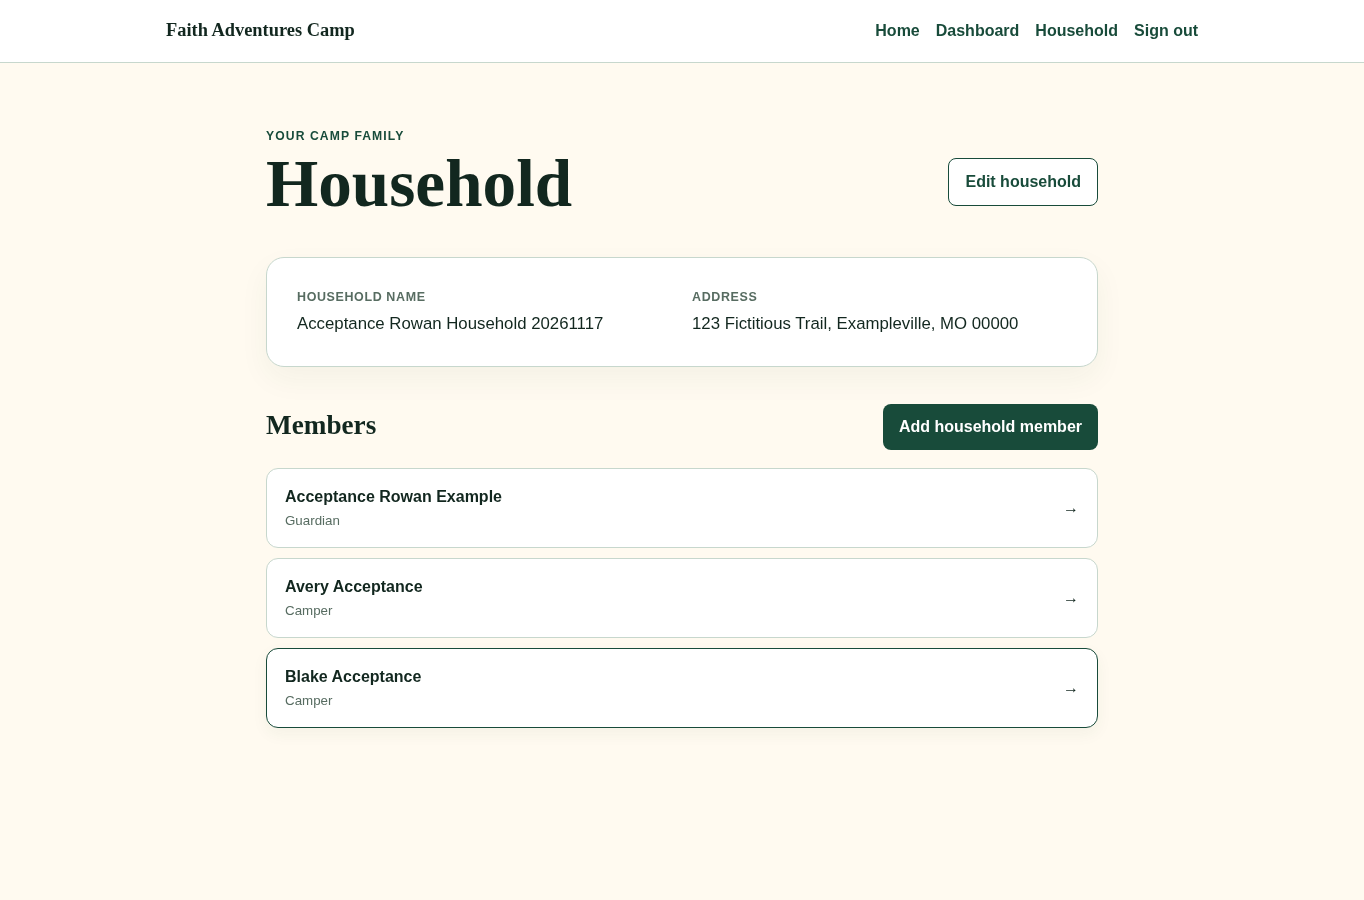 Faith Adventures Camp
Home Dashboard Household Sign out
YOUR CAMP FAMILY
Household
Edit household
HOUSEHOLD NAME
Acceptance Rowan Household 20261117
ADDRESS
123 Fictitious Trail, Exampleville, MO 00000
Members
Add household member
Acceptance Rowan Example
Guardian
→
Avery Acceptance
Camper
→
Blake Acceptance
Camper
→